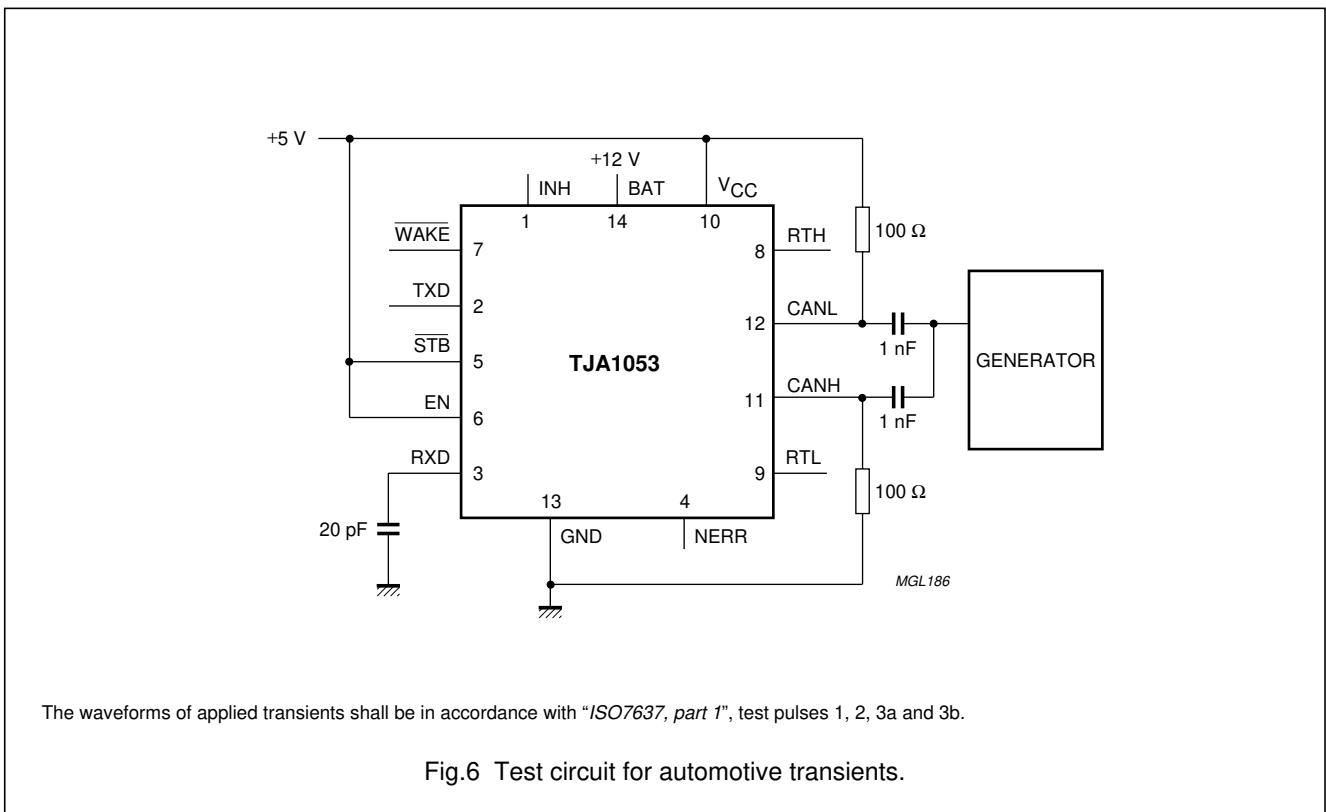 +5 V
+12 V
INH
BAT
VCC
1
14
10
WAKE
7
8
RTH
100 Ω
TXD
2
12
CANL
1 nF
STB
5
TJA1053
GENERATOR
EN
6
11
CANH
1 nF
RXD
3
9
RTL
100 Ω
13
4
20 pF
GND
NERR
MGL186
The waveforms of applied transients shall be in accordance with “ISO7637, part 1”, test pulses 1, 2, 3a and 3b.
Fig.6 Test circuit for automotive transients.